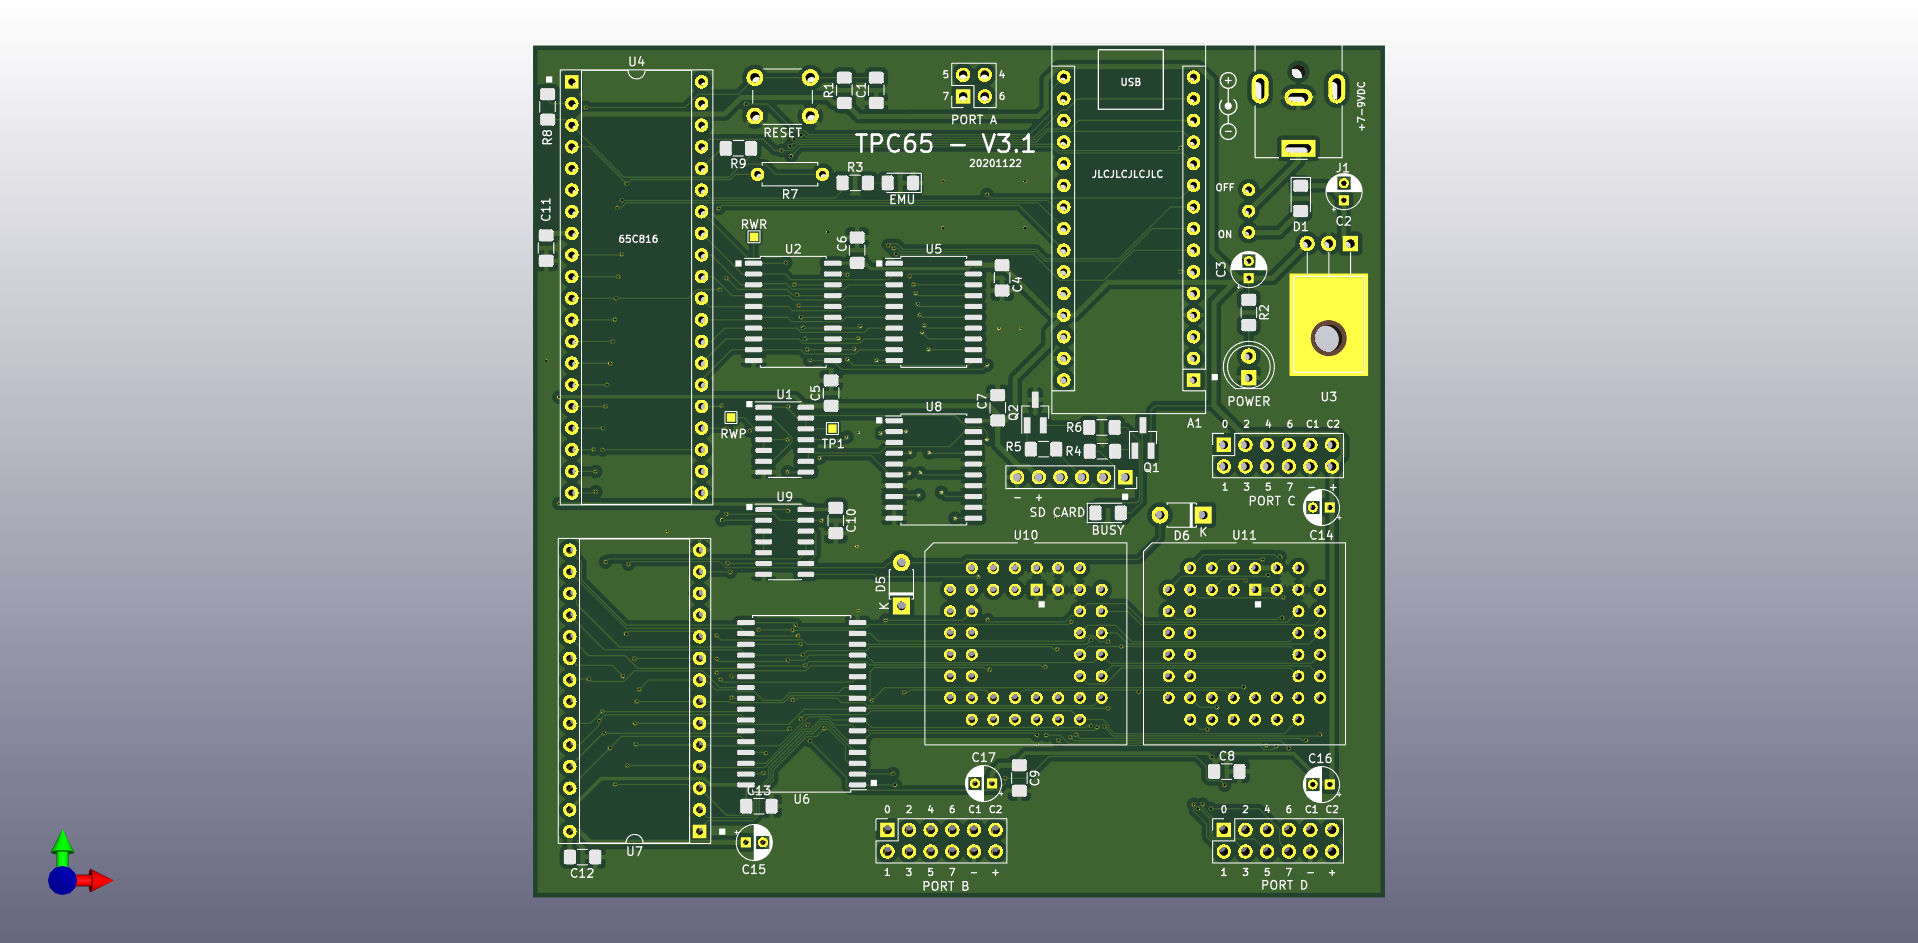 U4
5 4
7 6
PORT A
USB
+
−
+7-9VDC
R8
R1
C1
RESET
TPC65 - V3.1
20201122
R9
R3
R7
EMU
JLCJLCJLCJLC
J1
OFF
ON
D1
C2
C11
65C816
RWR
U2
C6
U5
C4
C3
R2
POWER
U3
U1
C5
C7
Q2
RWP
TP1
U8
R6
R5
R4
Q1
A1
0 2 4 6 C1 C2
1 3 5 7 - +
PORT C
- +
SD CARD
BUSY
D6
K
C14
U9
C10
U10
U11
D5
K
U6
C13
C17
C9
C8
C16
U7
C12
C15
0 2 4 6 C1 C2
1 3 5 7 - +
PORT B
0 2 4 6 C1 C2
1 3 5 7 - +
PORT D